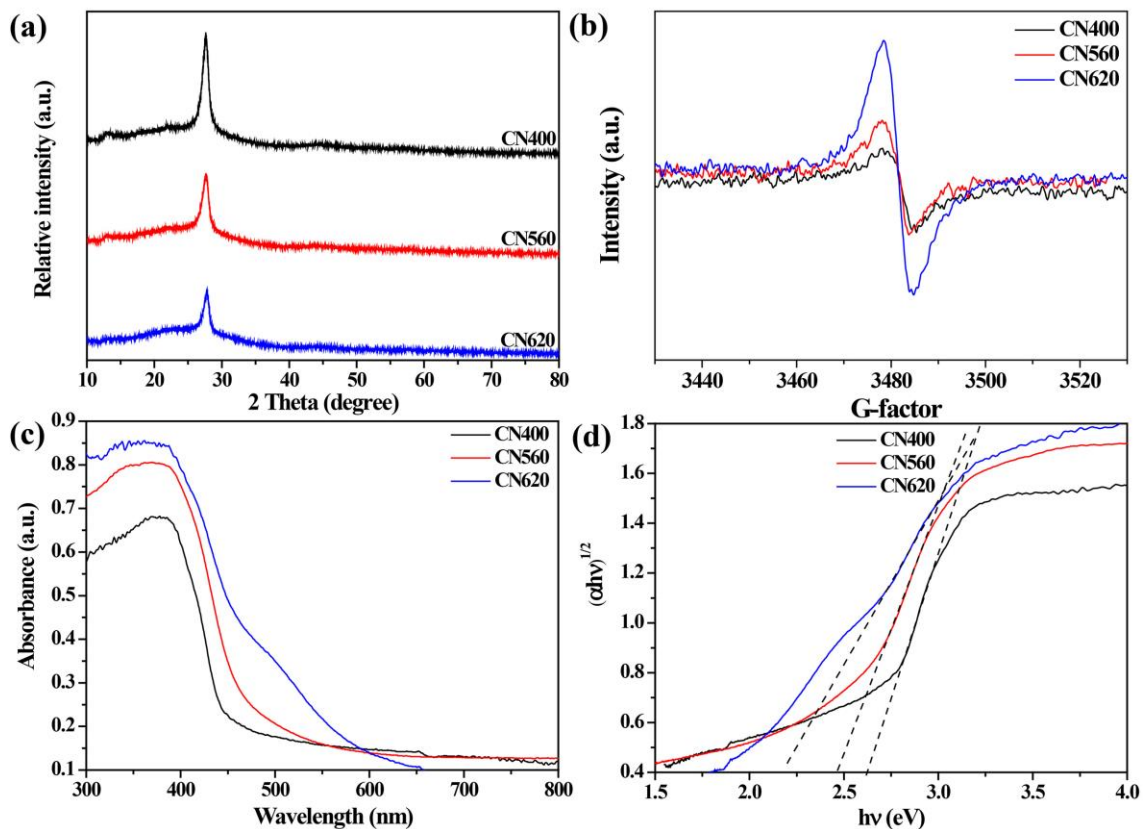 (a)
Relative intensity (a.u.)
CN400
CN560
CN620
10 20 30 40 50 60 70 80
2 Theta (degree)
(b)
CN400
CN560
CN620
Intensity (a.u.)
3440 3460 3480 3500 3520
G-factor
(c)
CN400
CN560
CN620
0.9
0.8
0.7
0.6
0.5
0.4
0.3
0.2
0.1
Absorbance (a.u.)
300 400 500 600 700 800
Wavelength (nm)
(d)
CN400
CN560
CN620
1.8
1.6
1.4
1.2
1.0
0.8
0.6
0.4
(αhν)1/2
1.5 2.0 2.5 3.0 3.5 4.0
hν (eV)